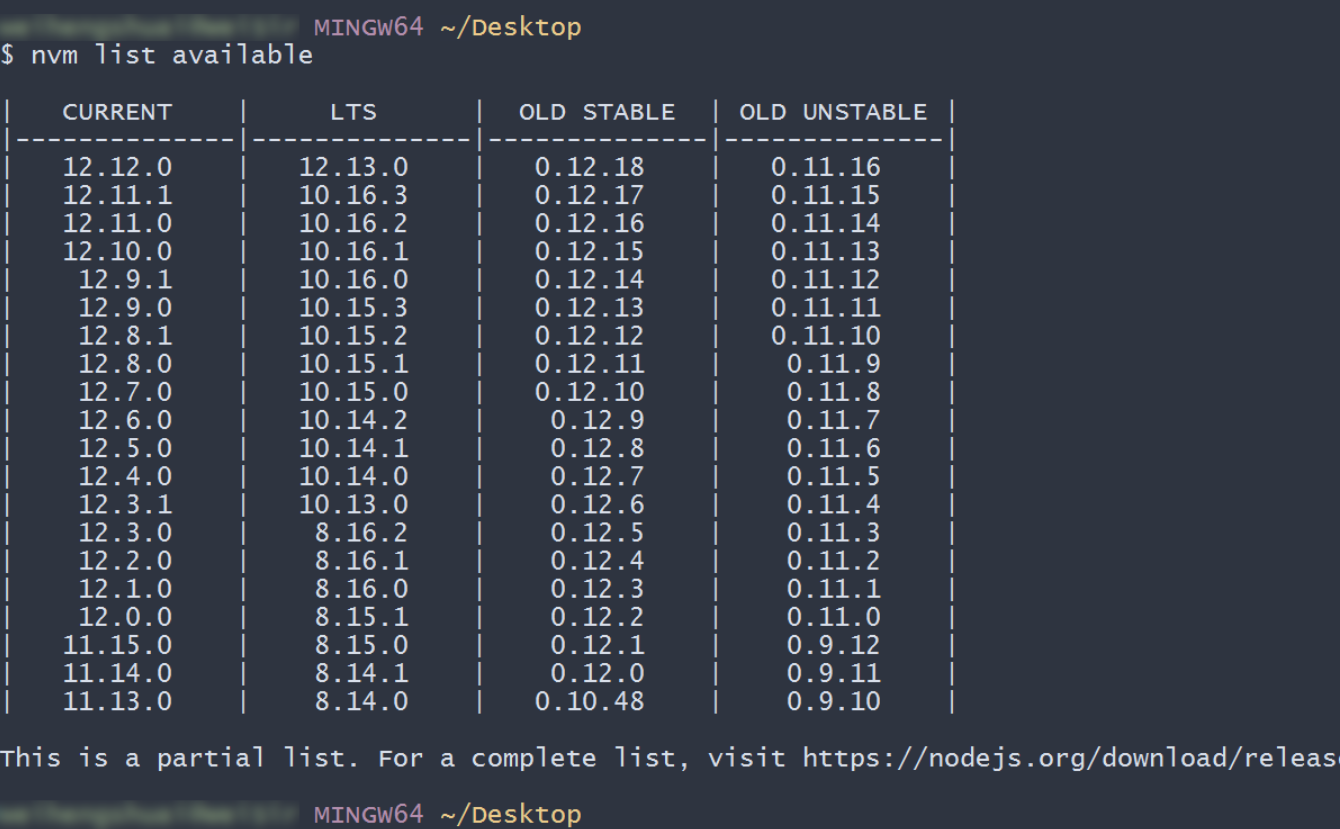 MINGW64 ~/Desktop
$ nvm list available
| CURRENT | LTS | OLD STABLE | OLD UNSTABLE |
|--------------|--------------|--------------|--------------|
| 12.12.0 | 12.13.0 | 0.12.18 | 0.11.16 |
| 12.11.1 | 10.16.3 | 0.12.17 | 0.11.15 |
| 12.11.0 | 10.16.2 | 0.12.16 | 0.11.14 |
| 12.10.0 | 10.16.1 | 0.12.15 | 0.11.13 |
| 12.9.1 | 10.16.0 | 0.12.14 | 0.11.12 |
| 12.9.0 | 10.15.3 | 0.12.13 | 0.11.11 |
| 12.8.1 | 10.15.2 | 0.12.12 | 0.11.10 |
| 12.8.0 | 10.15.1 | 0.12.11 | 0.11.9 |
| 12.7.0 | 10.15.0 | 0.12.10 | 0.11.8 |
| 12.6.0 | 10.14.2 | 0.12.9 | 0.11.7 |
| 12.5.0 | 10.14.1 | 0.12.8 | 0.11.6 |
| 12.4.0 | 10.14.0 | 0.12.7 | 0.11.5 |
| 12.3.1 | 10.13.0 | 0.12.6 | 0.11.4 |
| 12.3.0 | 8.16.2 | 0.12.5 | 0.11.3 |
| 12.2.0 | 8.16.1 | 0.12.4 | 0.11.2 |
| 12.1.0 | 8.16.0 | 0.12.3 | 0.11.1 |
| 12.0.0 | 8.15.1 | 0.12.2 | 0.11.0 |
| 11.15.0 | 8.15.0 | 0.12.1 | 0.9.12 |
| 11.14.0 | 8.14.1 | 0.12.0 | 0.9.11 |
| 11.13.0 | 8.14.0 | 0.10.48 | 0.9.10 |
This is a partial list. For a complete list, visit https://nodejs.org/download/releas
MINGW64 ~/Desktop